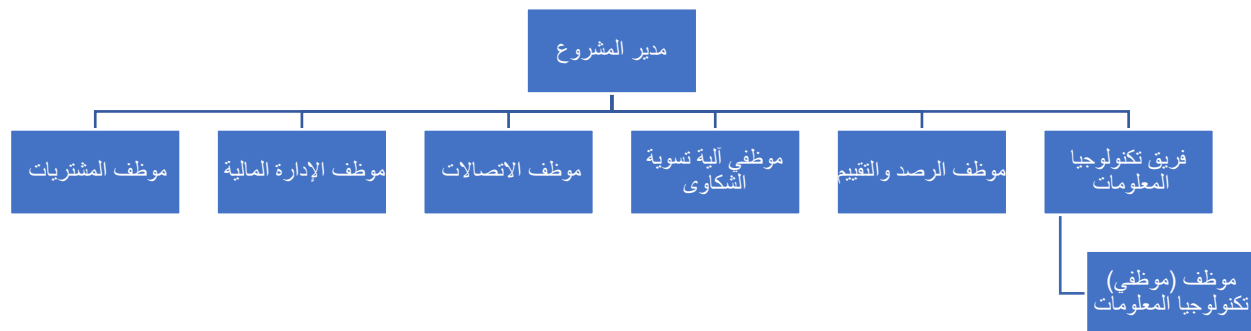 مدير المشروع
فريق تكنولوجيا
المعلومات
موظف الرصد والتقييم
موظفي آلية تسوية
الشكاوى
موظف الاتصالات
موظف الإدارة المالية
موظف المشتريات
موظف (موظفي)
تكنولوجيا المعلومات